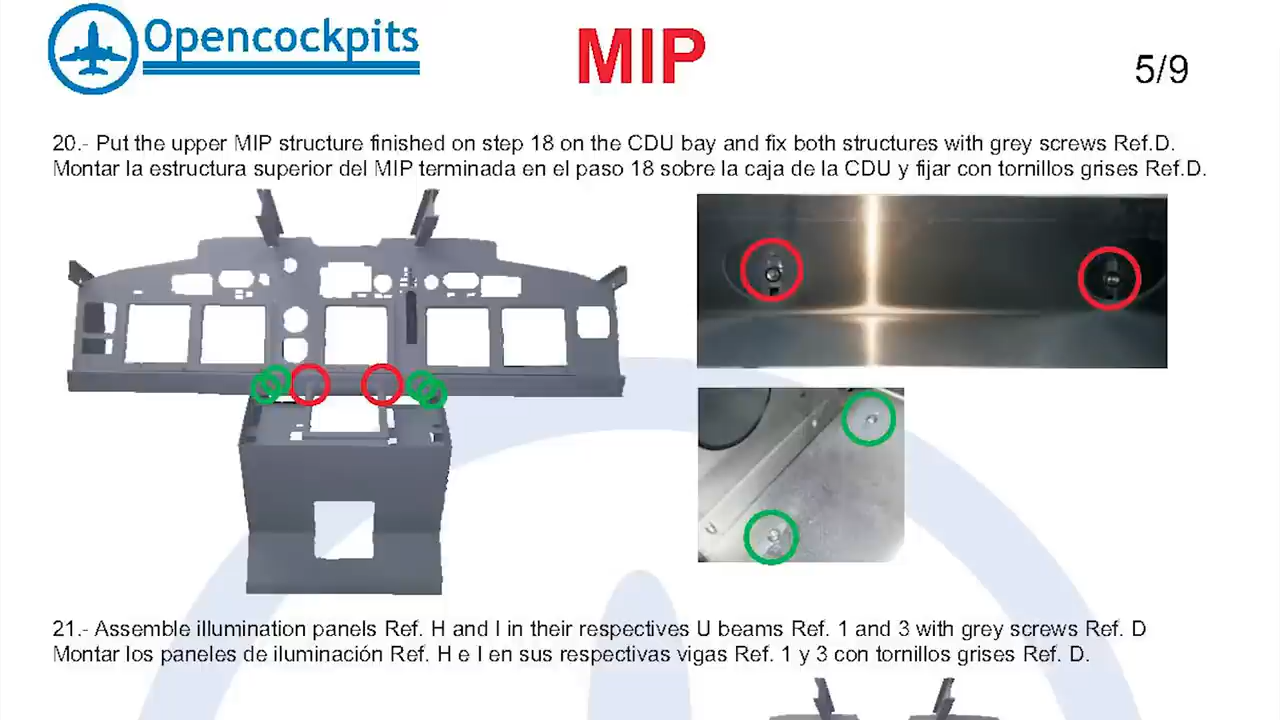 Opencockpits
MIP
5/9
20.- Put the upper MIP structure finished on step 18 on the CDU bay and fix both structures with grey screws Ref.D.
Montar la estructura superior del MIP terminada en el paso 18 sobre la caja de la CDU y fijar con tornillos grises Ref.D.
21.- Assemble illumination panels Ref. H and I in their respectives U beams Ref. 1 and 3 with grey screws Ref. D
Montar los paneles de iluminación Ref. H e I en sus respectivas vigas Ref. 1 y 3 con tornillos grises Ref. D.